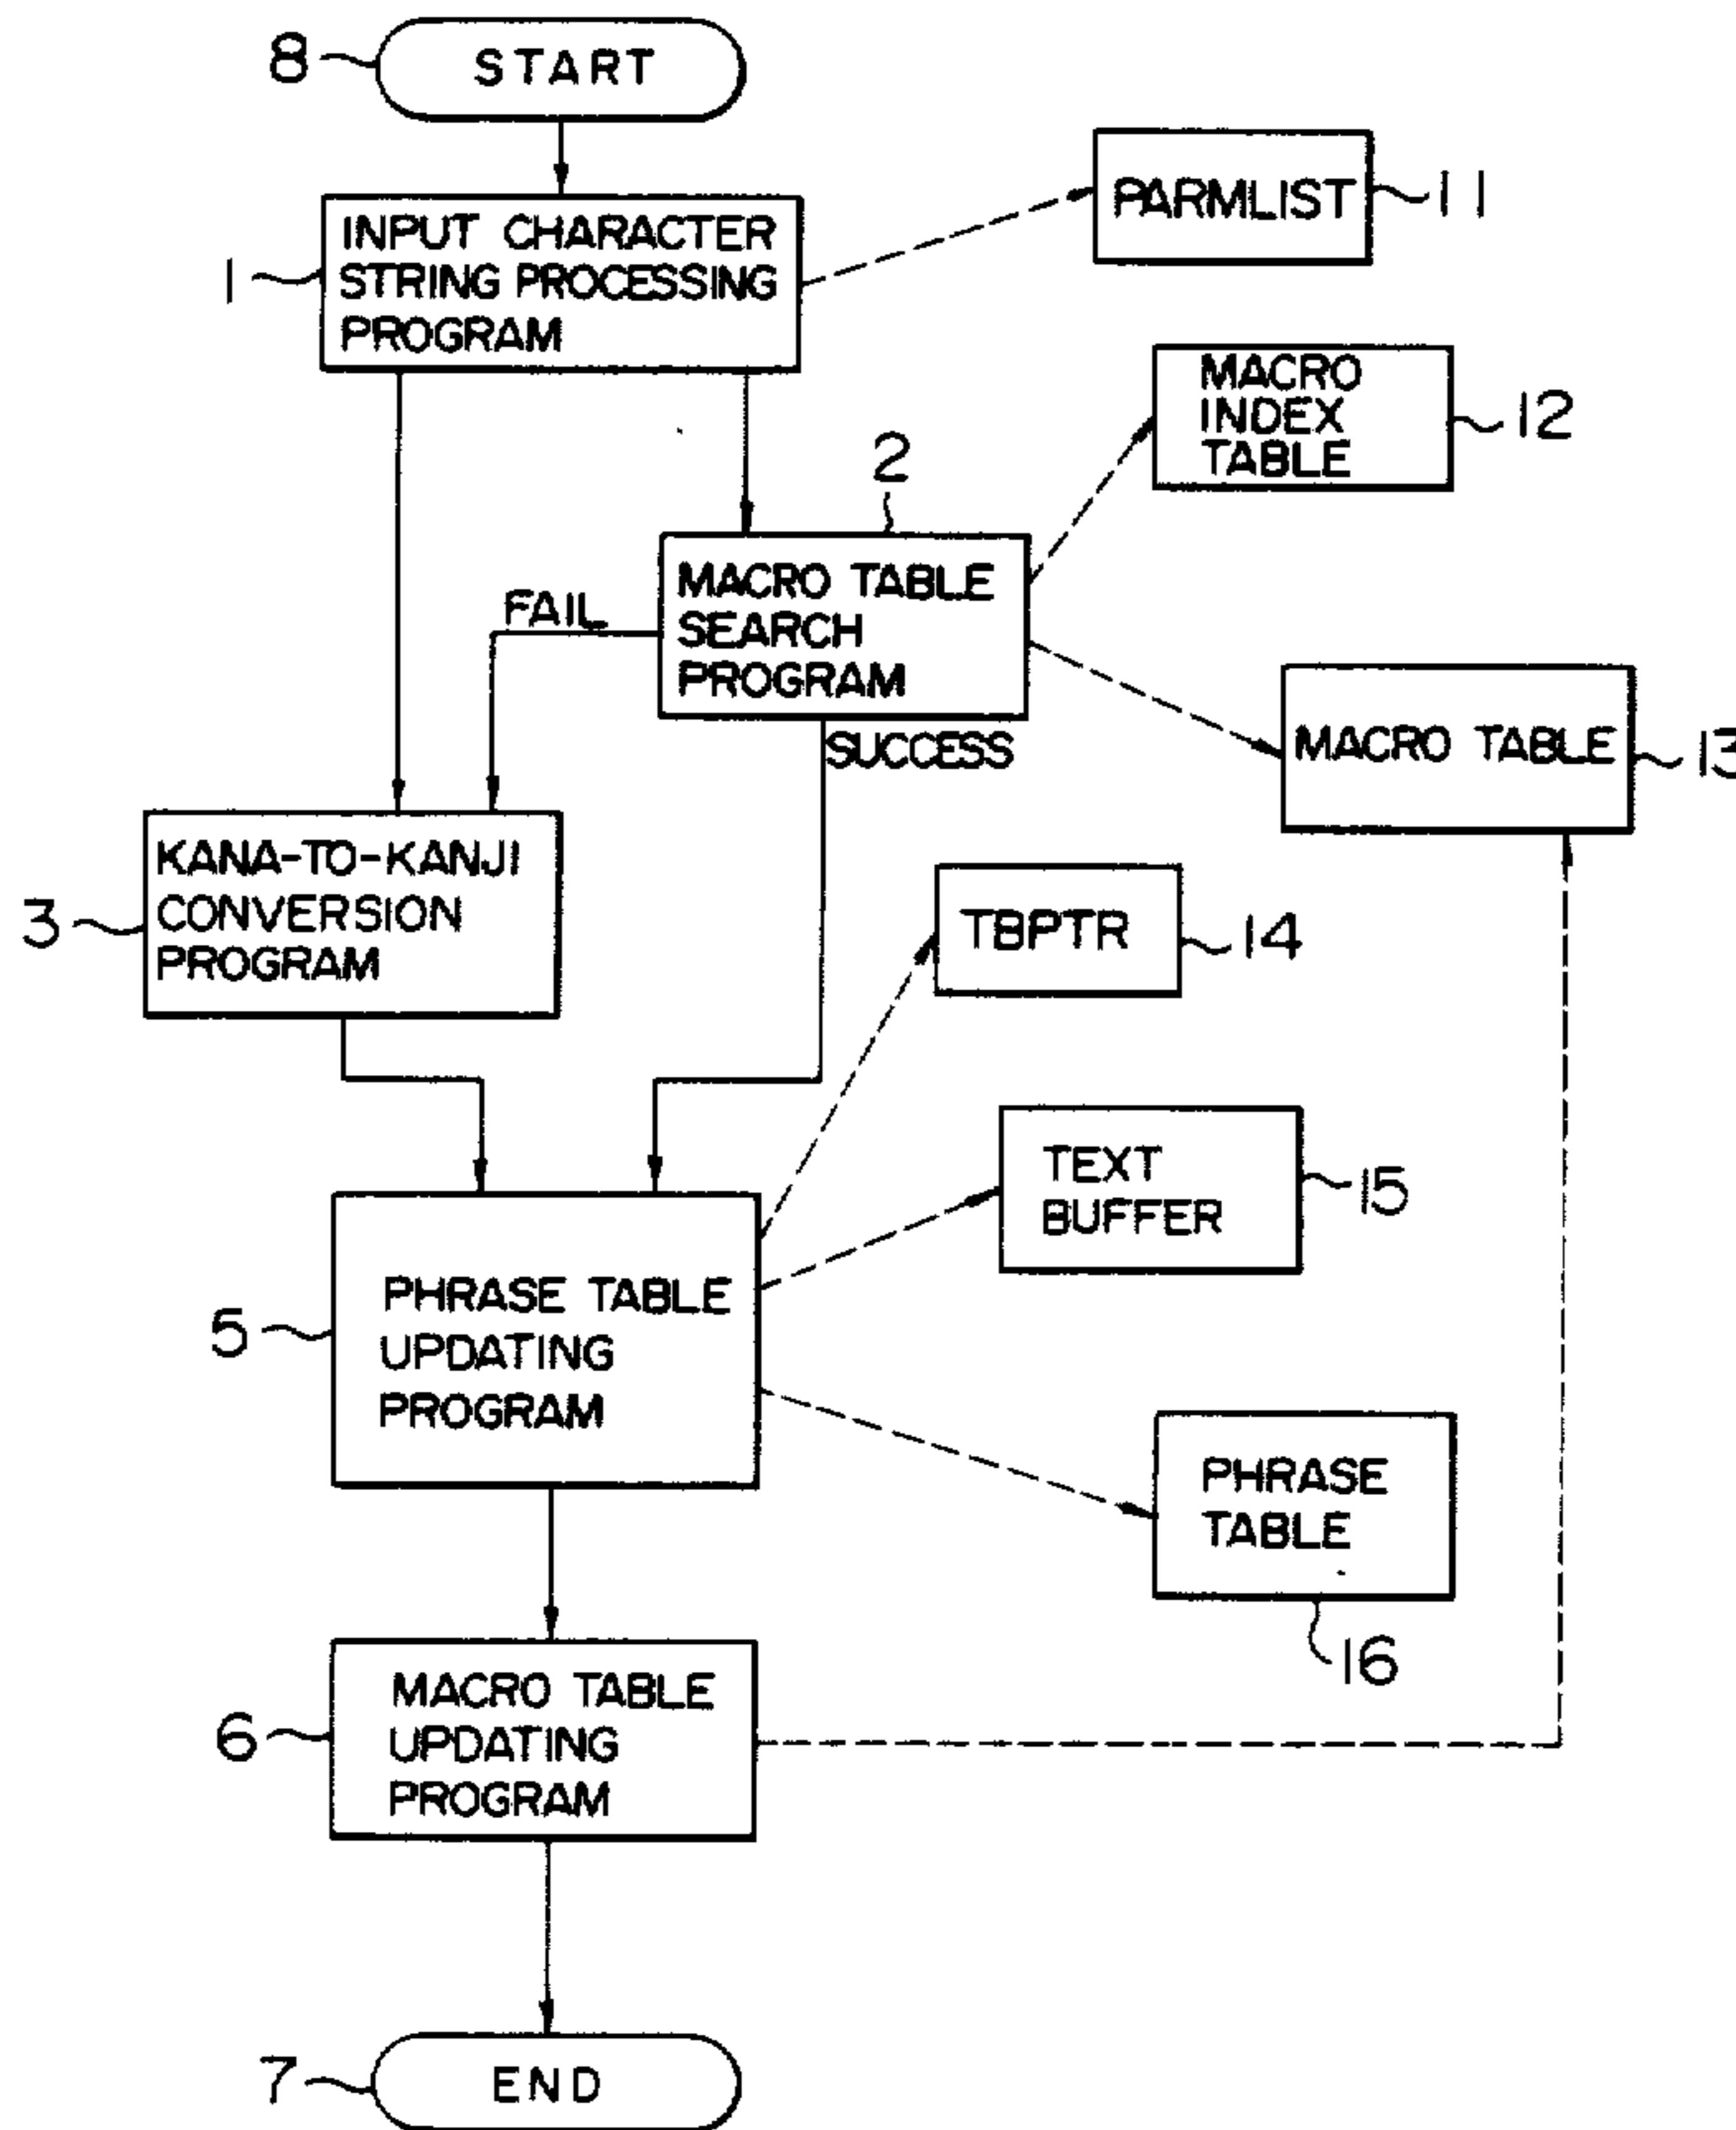 8
START
PARMLIST
11
INPUT CHARACTER
STRING PROCESSING
PROGRAM
1
MACRO
INDEX
TABLE
12
2
MACRO TABLE
SEARCH
PROGRAM
FAIL
SUCCESS
MACRO TABLE
13
KANA-TO-KANJI
CONVERSION
PROGRAM
3
TBPTR
14
TEXT
BUFFER
15
PHRASE TABLE
UPDATING
PROGRAM
5
PHRASE
TABLE
16
MACRO TABLE
UPDATING
PROGRAM
6
7
END